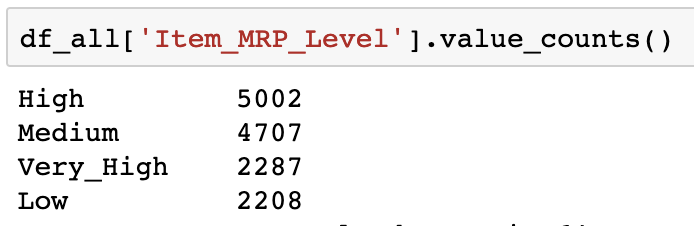 df_all['Item_MRP_Level'].value_counts()
High 5002
Medium 4707
Very_High 2287
Low 2208